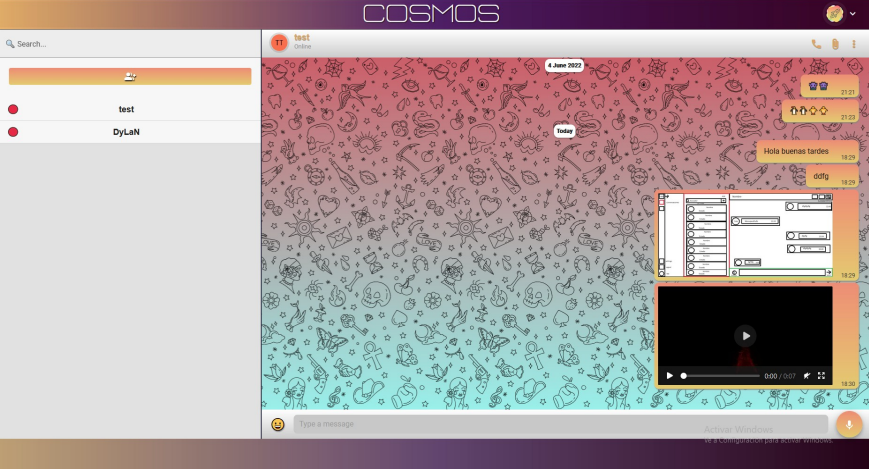 COSMOS
Search...
test
DyLaN
TT
test
Online
4 June 2022
21:21
21:23
Today
Hola buenas tardes
18:29
ddfg
18:29
18:29
0:00 / 0:07
18:30
Type a message
Activar Windows
Ve a Configuración para activar Windows.